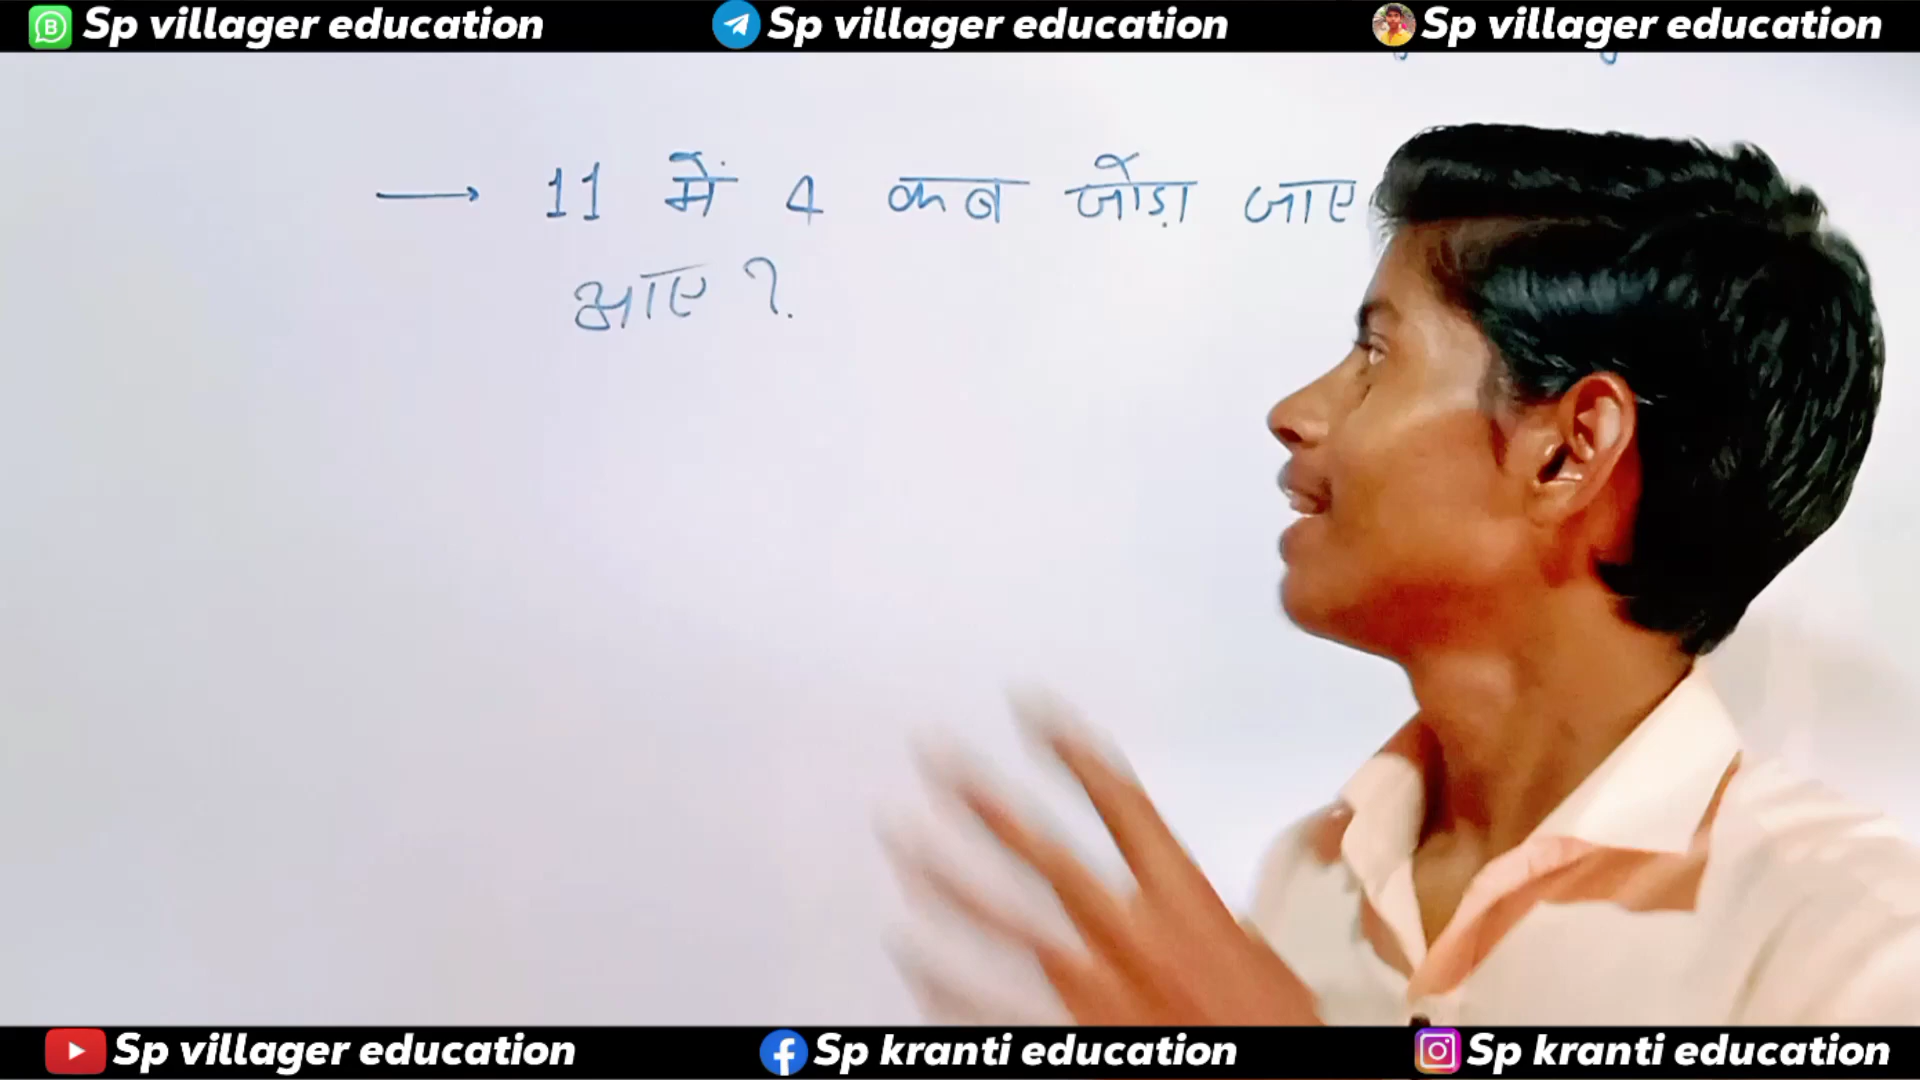 Sp villager education
Sp villager education
Sp villager education
→ 11 में 4 कब जोड़ा जाए
आए ?
Sp villager education
Sp kranti education
Sp kranti education